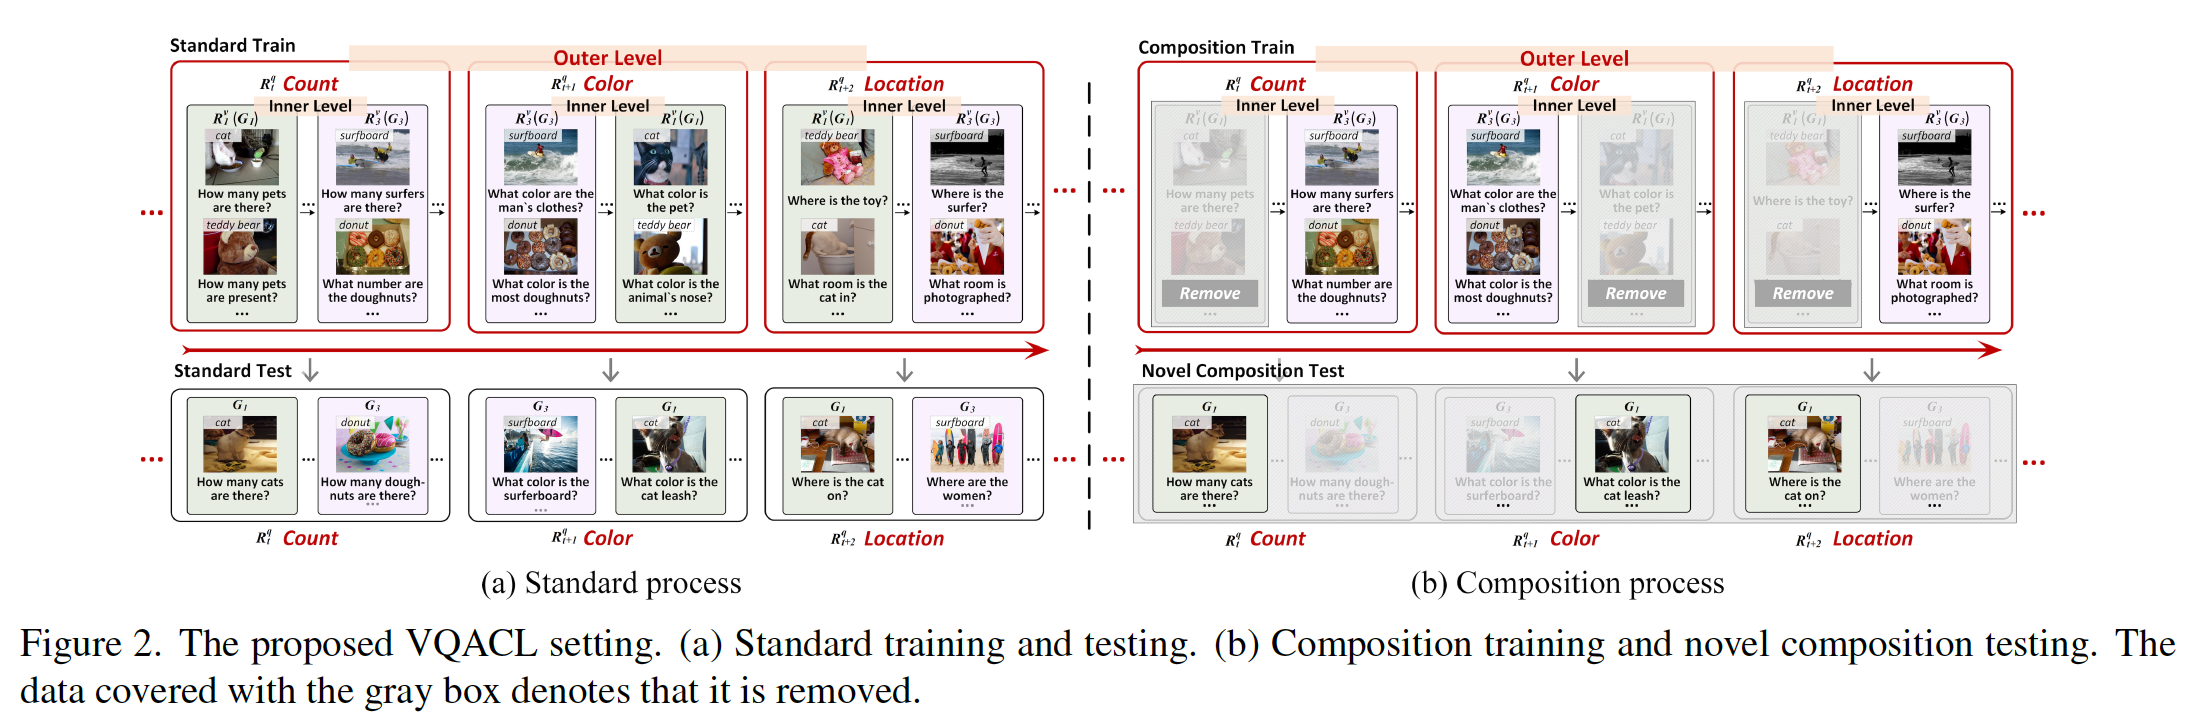 Standard Train
Outer Level
R_t^q Count
R_{t+1}^q Color
R_{t+2}^q Location
Inner Level
Inner Level
Inner Level
R_1^v(G_1)
R_3^v(G_3)
R_3^v(G_3)
R_1^v(G_1)
R_1^v(G_1)
R_3^v(G_3)
cat
How many pets
are there?
teddy bear
How many pets
are present?
...
surfboard
How many surfers
are there?
donut
What number are
the doughnuts?
...
surfboard
What color are the
man`s clothes?
donut
What color is the
most doughnuts?
...
cat
What color is
the pet?
teddy bear
What color is the
animal`s nose?
...
teddy bear
Where is the toy?
cat
What room is the
cat in?
...
surfboard
Where is the
surfer?
donut
What room is
photographed?
...
Standard Test
G_1
cat
How many cats
are there?
...
G_3
donut
How many dough-
nuts are there?
...
G_3
surfboard
What color is the
surferboard?
...
G_1
cat
What color is the
cat leash?
...
G_1
cat
Where is the cat
on?
...
G_3
surfboard
Where are the
women?
...
R_t^q Count
R_{t+1}^q Color
R_{t+2}^q Location
(a) Standard process
Composition Train
Outer Level
R_t^q Count
R_{t+1}^q Color
R_{t+2}^q Location
Inner Level
Inner Level
Inner Level
R_1^v(G_1)
R_3^v(G_3)
R_3^v(G_3)
R_1^v(G_1)
R_1^v(G_1)
R_3^v(G_3)
cat
How many pets
are there?
teddy bear
Remove
...
surfboard
How many surfers
are there?
donut
What number are
the doughnuts?
...
surfboard
What color are the
man`s clothes?
donut
What color is the
most doughnuts?
...
cat
What color is
the pet?
teddy bear
Remove
...
teddy bear
Where is the toy?
cat
Remove
...
surfboard
Where is the
surfer?
donut
What room is
photographed?
...
Novel Composition Test
G_1
cat
How many cats
are there?
...
G_3
donut
How many dough-
nuts are there?
...
G_3
surfboard
What color is the
surferboard?
...
G_1
cat
What color is the
cat leash?
...
G_1
cat
Where is the
cat on?
...
G_3
surfboard
Where are the
women?
...
R_t^q Count
R_{t+1}^q Color
R_{t+2}^q Location
(b) Composition process
Figure 2. The proposed VQACL setting. (a) Standard training and testing. (b) Composition training and novel composition testing. The
data covered with the gray box denotes that it is removed.